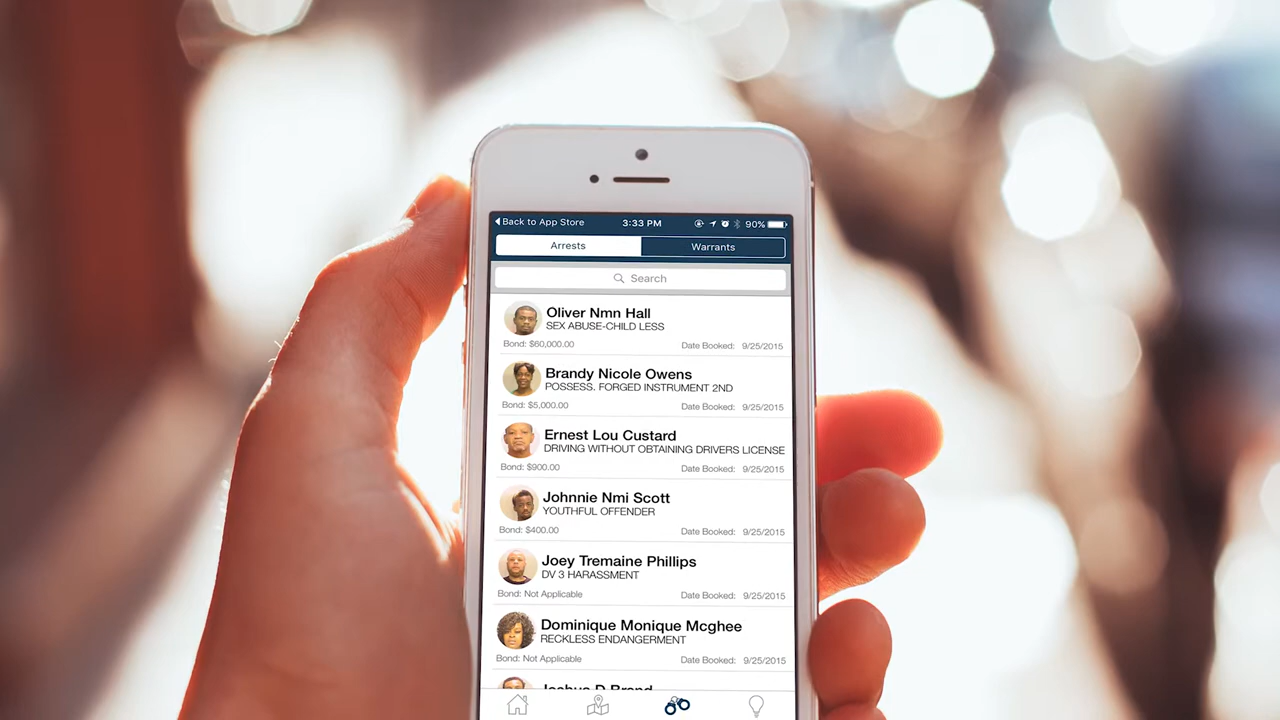 Back to App Store 3:33 PM 90%
Arrests Warrants
Search
Oliver Nmn Hall
SEX ABUSE-CHILD LESS
Bond: $60,000.00 Date Booked: 9/25/2015
Brandy Nicole Owens
POSSESS. FORGED INSTRUMENT 2ND
Bond: $5,000.00 Date Booked: 9/25/2015
Ernest Lou Custard
DRIVING WITHOUT OBTAINING DRIVERS LICENSE
Bond: $900.00 Date Booked: 9/25/2015
Johnnie Nmi Scott
YOUTHFUL OFFENDER
Bond: $400.00 Date Booked: 9/25/2015
Joey Tremaine Phillips
DV 3 HARASSMENT
Bond: Not Applicable Date Booked: 9/25/2015
Dominique Monique Mcghee
RECKLESS ENDANGERMENT
Bond: Not Applicable Date Booked: 9/25/2015